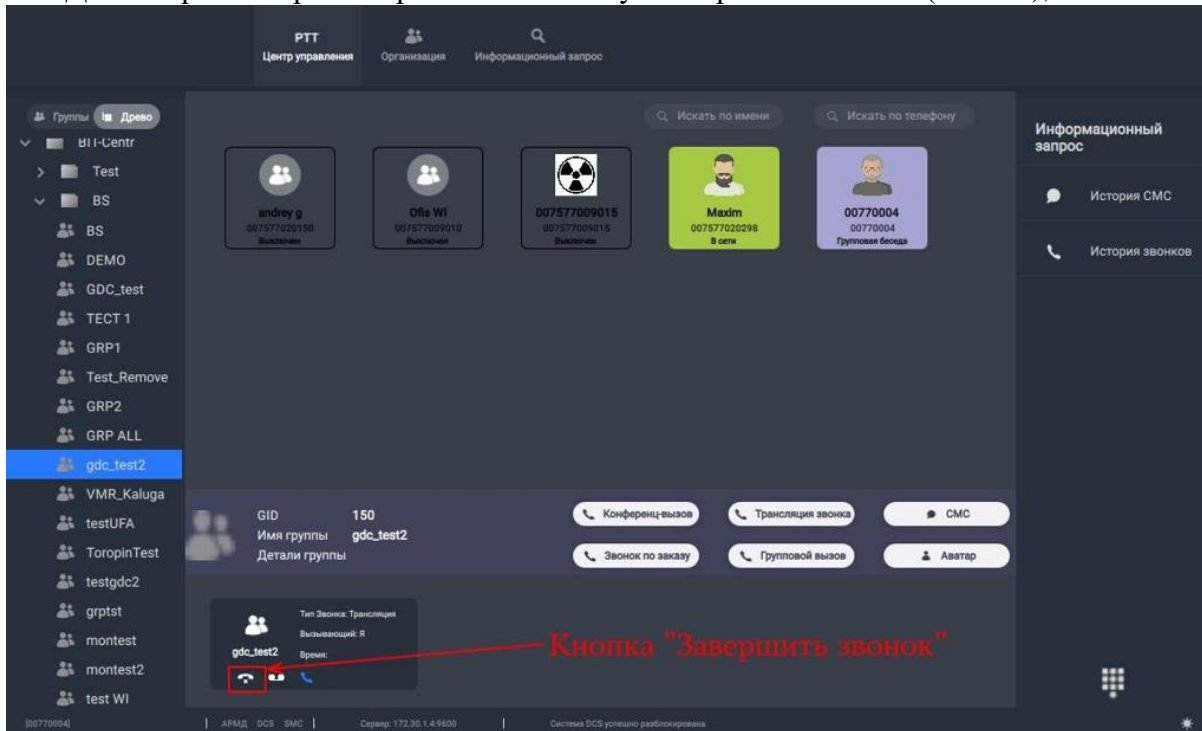 PTT
Центр управления
Организация
Информационный запрос
Группы
Древо
Искать по имени
Искать по телефону
BTI-Centr
Test
BS
BS
DEMO
GDC_test
ТЕСТ 1
GRP1
Test_Remove
GRP2
GRP ALL
gdc_test2
VMR_Kaluga
testUFA
ToropinTest
testgdc2
grptst
montest
montest2
test WI
andrey g
007577020150
Выключен
Ofis WI
007577009010
Выключен
007577009015
007577009015
Выключен
Maxim
007577020298
В сети
00770004
00770004
Групповая беседа
Информационный
запрос
История СМС
История звонков
GID 150
Имя группы gdc_test2
Детали группы
Конференц-вызов
Трансляция звонка
СМС
Звонок по заказу
Групповой вызов
Аватар
gdc_test2
Тип Звонка: Трансляция
Вызывающий: Я
Время:
Кнопка "Завершить звонок"
[00770004]
АРМД DCS SMC
Сервер: 172.30.1.4:9600
Система DCS успешно разблокирована